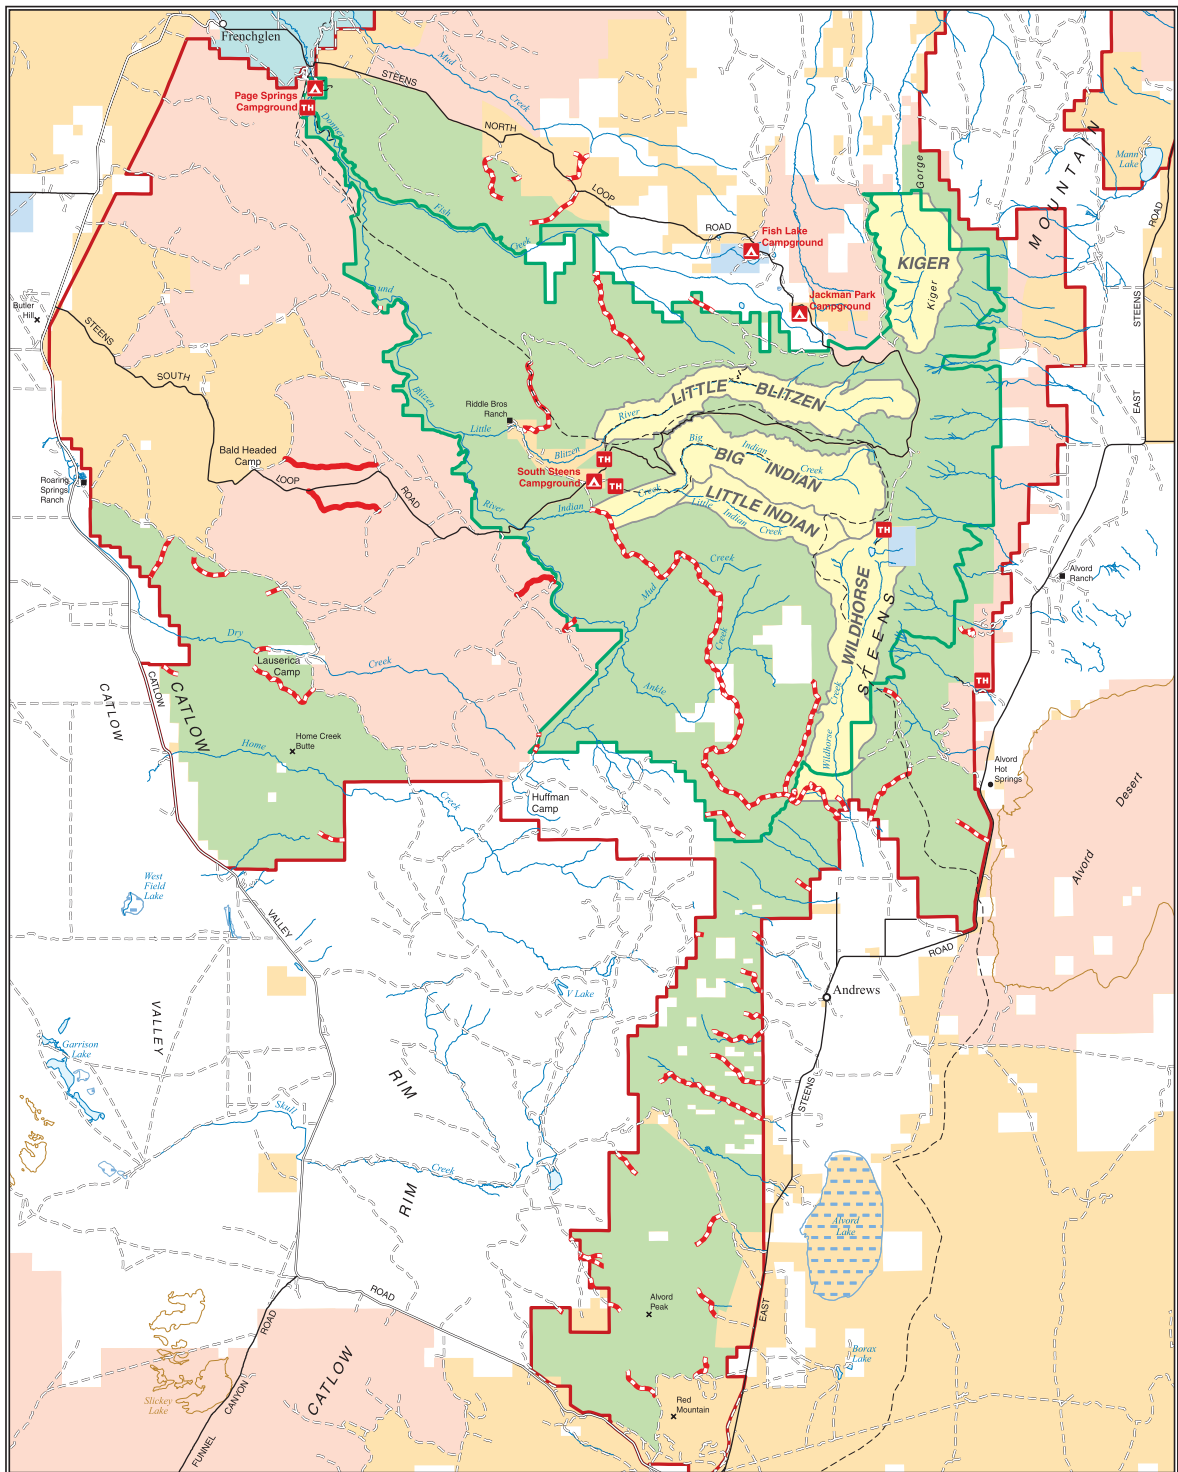 Frenchglen
Page Springs
Campground
TH
STEENS
Mud
Creek
NORTH
LOOP
ROAD
Donner
und
Blitzen
River
Fish
Creek
Fish Lake
Campground
Jackman Park
Campground
KIGER
Kiger
Gorge
MOUNTAIN
Mann
Lake
ROAD
STEENS
EAST
Butler
Hill
STEENS
SOUTH
LOOP
ROAD
Bald Headed
Camp
Roaring
Springs
Ranch
Riddle Bros
Ranch
Little
Blitzen
River
LITTLE BLITZEN
TH
South Steens
Campground
TH
Indian
Creek
Big
Indian
Creek
BIG INDIAN
LITTLE INDIAN
Little
Indian
Creek
TH
WILDHORSE
STEENS
Wildhorse
Creek
Mud
Creek
Ankle
Creek
Alvord
Ranch
TH
Alvord
Hot
Springs
Alvord
Desert
Dry
Creek
Lauserica
Camp
CATLOW
CATLOW
CATLOW
VALLEY
Home
Creek
Home Creek
Butte
Huffman
Camp
West
Field
Lake
VALLEY
V Lake
Andrews
ROAD
STEENS
EAST
Garrison
Lake
Skull
Creek
RIM
RIM
CATLOW
Alvord
Lake
Alvord
Peak
Borax
Lake
Red
Mountain
ROAD
ROAD
CANYON
FUNNEL
Slickey
Lake